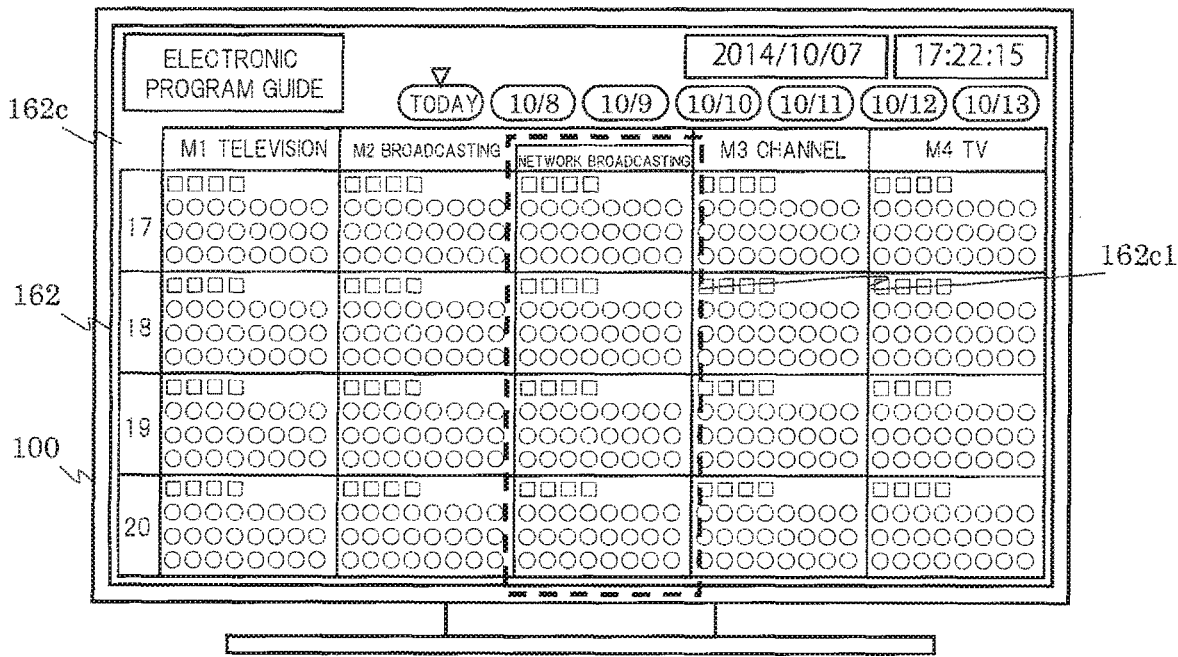 ELECTRONIC
PROGRAM GUIDE
2014/10/07 17:22:15
TODAY 10/8 10/9 10/10 10/11 10/12 10/13
162c
M1 TELEVISION M2 BROADCASTING NETWORK BROADCASTING M3 CHANNEL M4 TV
□□□□ □□□□ □□□□ □□□□ □□□□
17 ○○○○○○○○ ○○○○○○○○ ○○○○○○○○ ○○○○○○○○ ○○○○○○○○
○○○○○○○○ ○○○○○○○○ ○○○○○○○○ ○○○○○○○○ ○○○○○○○○
○○○○○○○○ ○○○○○○○○ ○○○○○○○○ ○○○○○○○○ ○○○○○○○○
162c1
162
□□□□ □□□□ □□□□ □□□□ □□□□
18 ○○○○○○○○ ○○○○○○○○ ○○○○○○○○ ○○○○○○○○ ○○○○○○○○
○○○○○○○○ ○○○○○○○○ ○○○○○○○○ ○○○○○○○○ ○○○○○○○○
○○○○○○○○ ○○○○○○○○ ○○○○○○○○ ○○○○○○○○ ○○○○○○○○
□□□□ □□□□ □□□□ □□□□ □□□□
19 ○○○○○○○○ ○○○○○○○○ ○○○○○○○○ ○○○○○○○○ ○○○○○○○○
○○○○○○○○ ○○○○○○○○ ○○○○○○○○ ○○○○○○○○ ○○○○○○○○
○○○○○○○○ ○○○○○○○○ ○○○○○○○○ ○○○○○○○○ ○○○○○○○○
100
□□□□ □□□□ □□□□ □□□□ □□□□
20 ○○○○○○○○ ○○○○○○○○ ○○○○○○○○ ○○○○○○○○ ○○○○○○○○
○○○○○○○○ ○○○○○○○○ ○○○○○○○○ ○○○○○○○○ ○○○○○○○○
○○○○○○○○ ○○○○○○○○ ○○○○○○○○ ○○○○○○○○ ○○○○○○○○